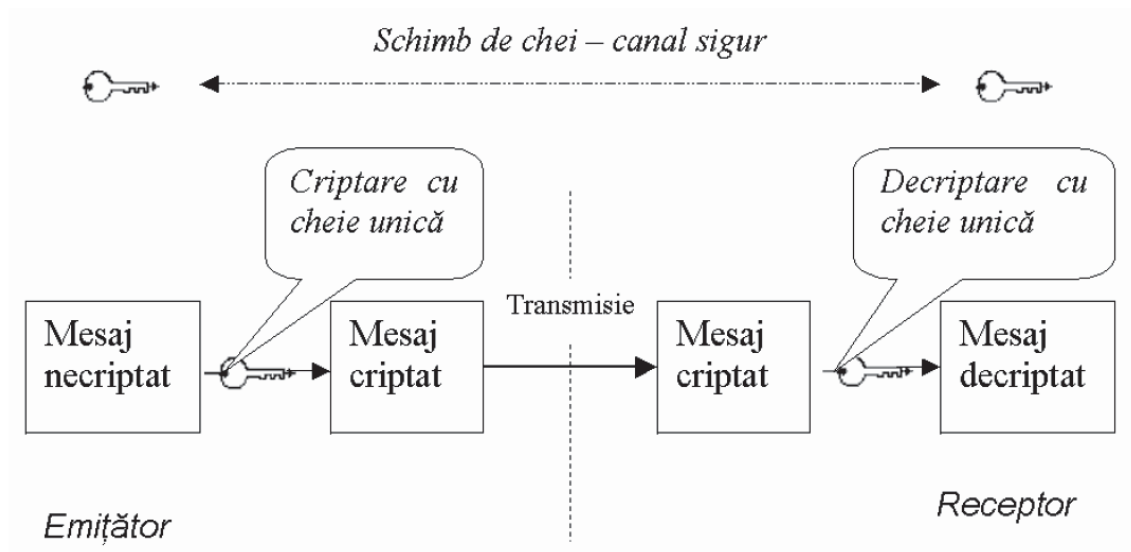 Schimb de chei – canal sigur
Criptare cu
cheie unică
Decriptare cu
cheie unică
Mesaj
necriptat
Mesaj
criptat
Transmisie
Mesaj
criptat
Mesaj
decriptat
Emițător
Receptor